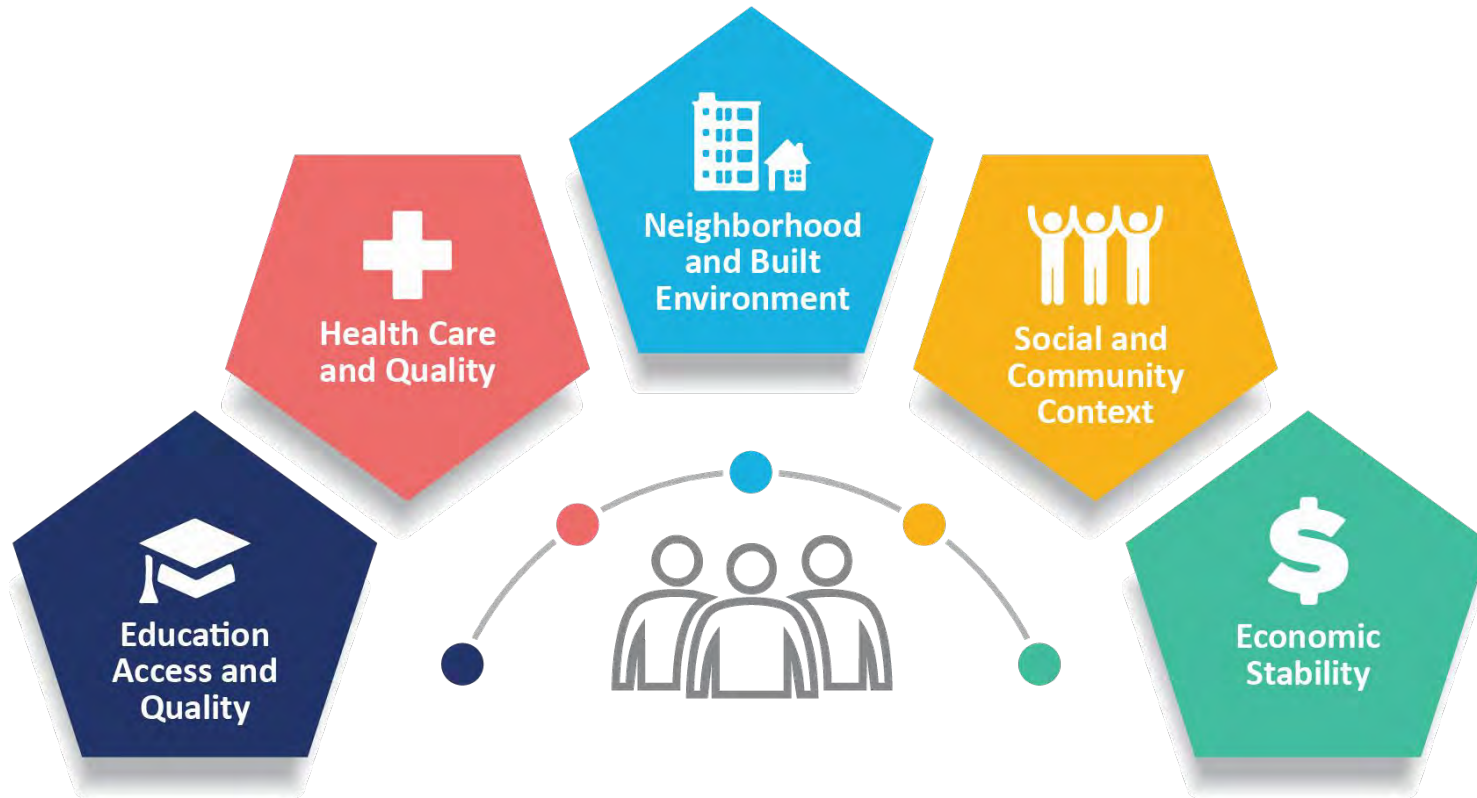 Neighborhood
and Built
Environment
Health Care
and Quality
Social and
Community
Context
Education
Access and
Quality
$
Economic
Stability